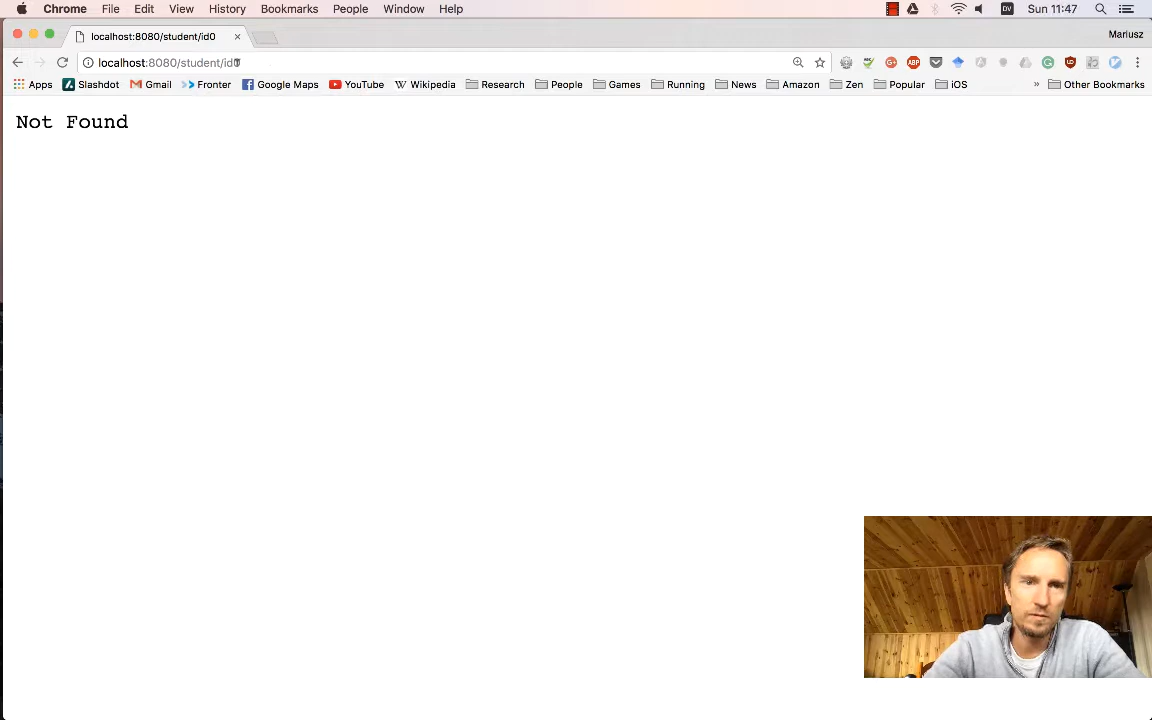 Chrome File Edit View History Bookmarks People Window Help DV Sun 11:47
localhost:8080/student/id0 Mariusz
localhost:8080/student/id0
Apps Slashdot Gmail Fronter Google Maps YouTube Wikipedia Research People Games Running News Amazon Zen Popular iOS » Other Bookmarks
Not Found